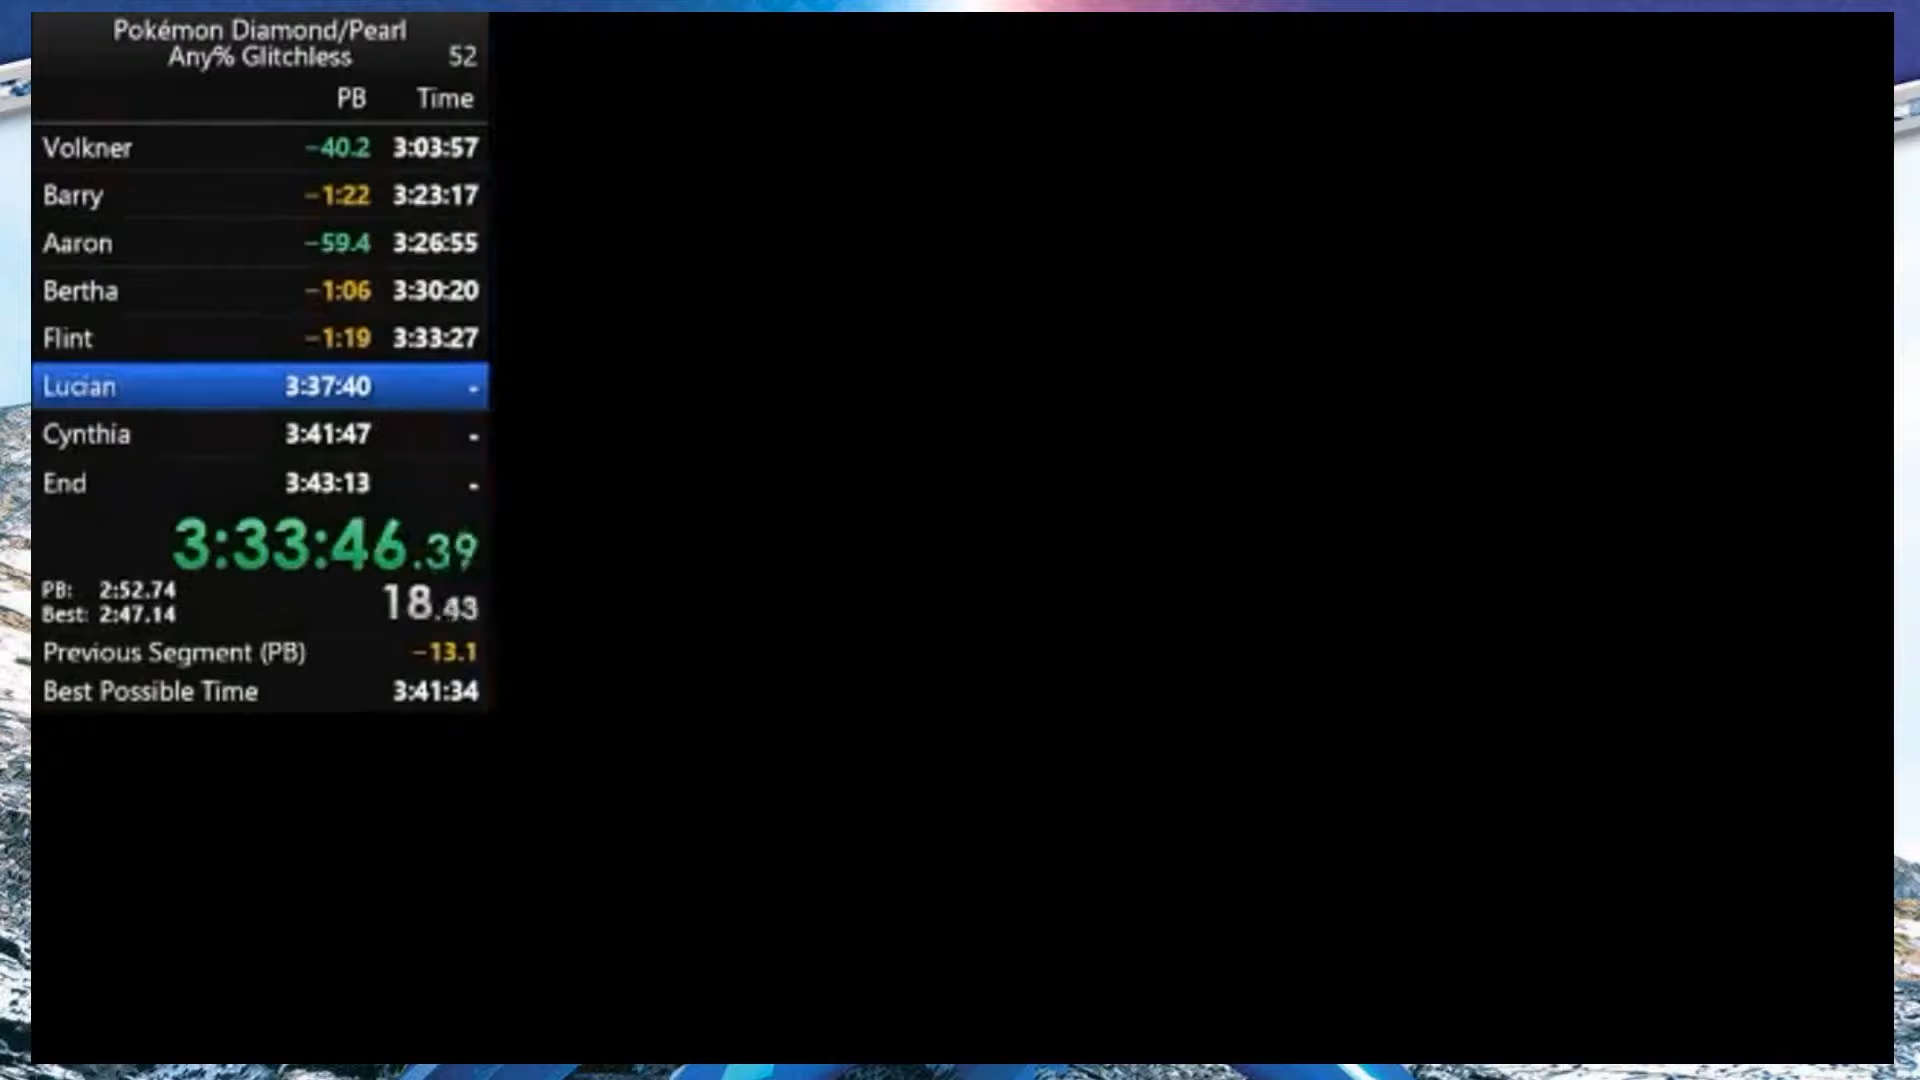 Pokémon Diamond/Pearl
Any% Glitchless 52
PB Time
Volkner -40.2 3:03:57
Barry -1:22 3:23:17
Aaron -59.4 3:26:55
Bertha -1:06 3:30:20
Flint -1:19 3:33:27
Lucian 3:37:40 -
Cynthia 3:41:47 -
End 3:43:13 -
3:33:46.39
PB: 2:52.74
Best: 2:47.14
18.43
Previous Segment (PB) -13.1
Best Possible Time 3:41:34